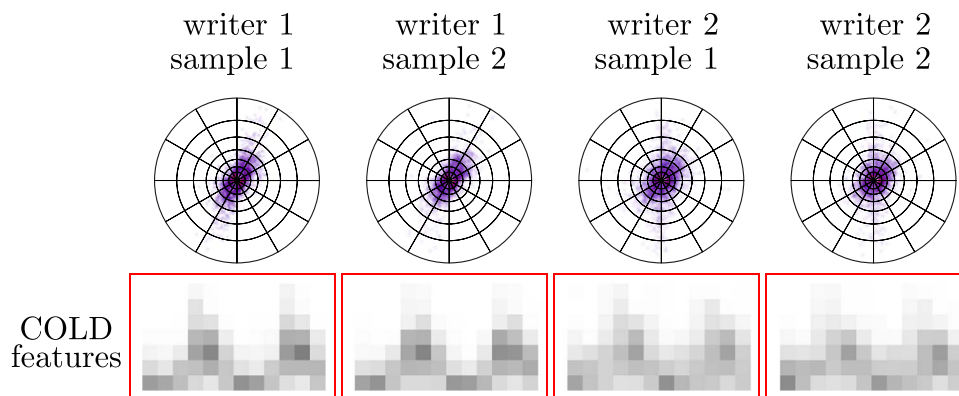 writer 1
sample 1
writer 1
sample 2
writer 2
sample 1
writer 2
sample 2
COLD
features